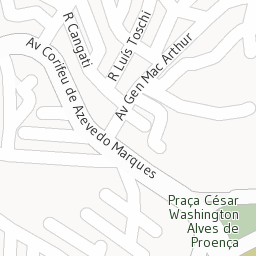 R Cangati
R Luís Toschi
Av Gen Mac Arthur
Av Corifeu de Azevedo Marques
Praça César
Washington
Alves de
Proença